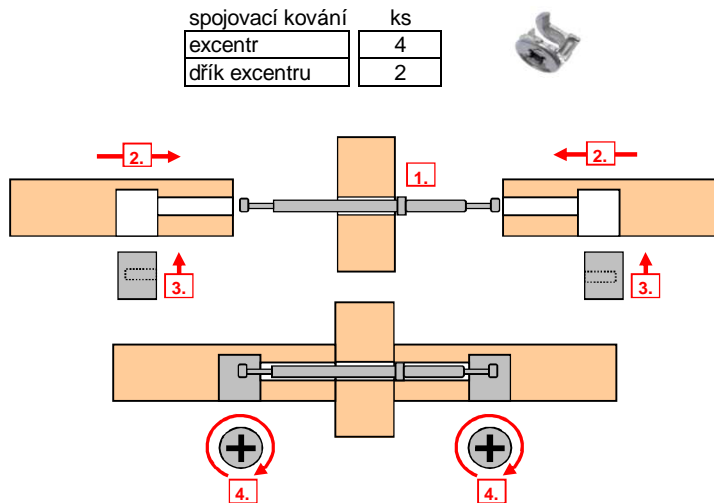 spojovací kování ks
excentr 4
dřík excentru 2
2. 2.
1.
3. 3.
4. 4.